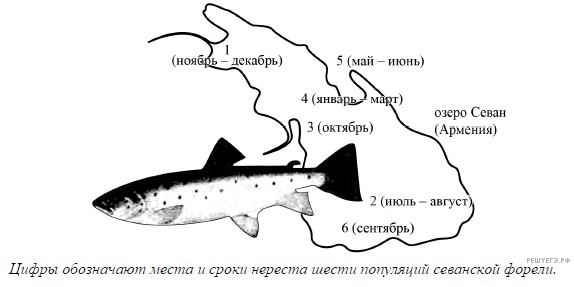 1
(ноябрь – декабрь)
5 (май – июнь)
4 (январь – март)
озеро Севан
(Армения)
3 (октябрь)
2 (июль – август)
6 (сентябрь)
РЕШУЕГЭ.РФ
Цифры обозначают места и сроки нереста шести популяций севанской форели.